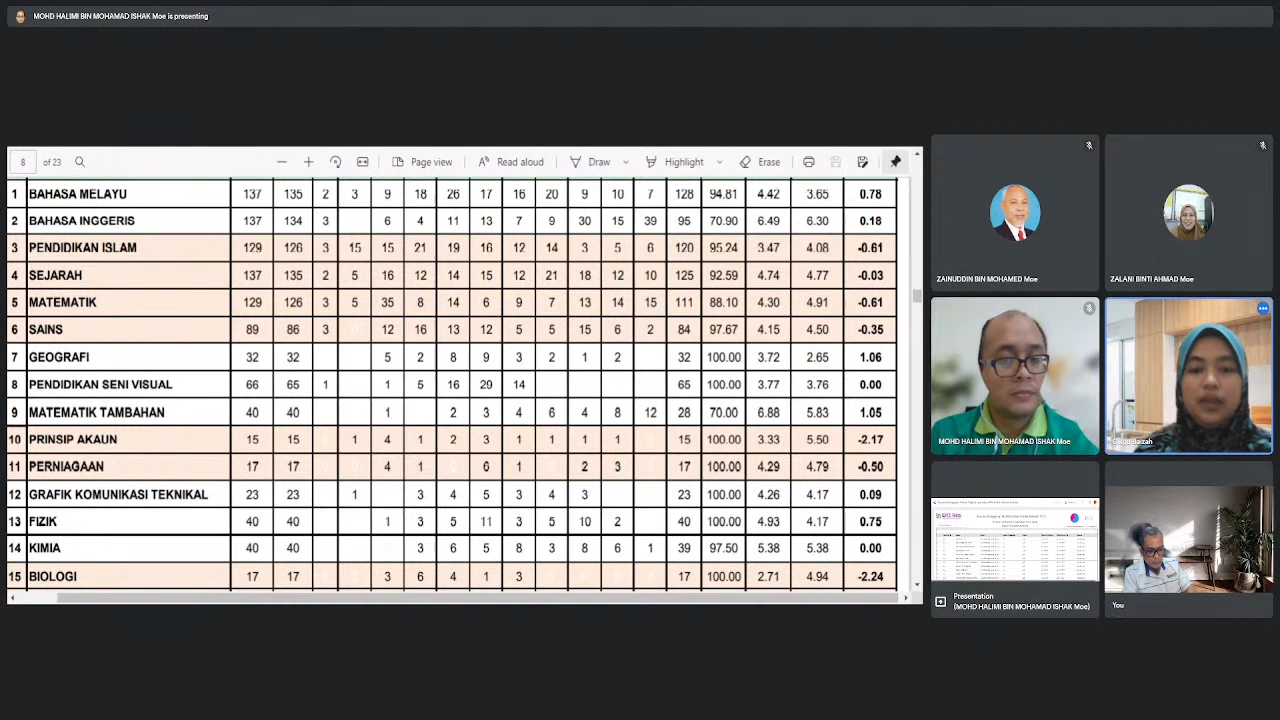 MOHD HALIMI BIN MOHAMAD ISHAK Moe is presenting
8 of 23 Page view Read aloud Draw Highlight Erase
1 BAHASA MELAYU 137 135 2 3 9 18 26 17 16 20 9 10 7 128 94.81 4.42 3.65 0.78
2 BAHASA INGGERIS 137 134 3 6 4 11 13 7 9 30 15 39 95 70.90 6.49 6.30 0.18
3 PENDIDIKAN ISLAM 129 126 3 15 15 21 19 16 12 14 3 5 6 120 95.24 3.47 4.08 -0.61
4 SEJARAH 137 135 2 5 16 12 14 15 12 21 18 12 10 125 92.59 4.74 4.77 -0.03
5 MATEMATIK 129 126 3 5 35 8 14 6 9 7 13 14 15 111 88.10 4.30 4.91 -0.61
6 SAINS 89 86 3 12 16 13 12 5 5 15 6 2 84 97.67 4.15 4.50 -0.35
7 GEOGRAFI 32 32 5 2 8 9 3 2 1 2 32 100.00 3.72 2.65 1.06
8 PENDIDIKAN SENI VISUAL 66 65 1 1 5 16 29 14 65 100.00 3.77 3.76 0.00
9 MATEMATIK TAMBAHAN 40 40 1 2 3 4 6 4 8 12 28 70.00 6.88 5.83 1.05
10 PRINSIP AKAUN 15 15 1 4 1 2 3 1 1 1 1 15 100.00 3.33 5.50 -2.17
11 PERNIAGAAN 17 17 4 1 6 1 2 3 17 100.00 4.29 4.79 -0.50
12 GRAFIK KOMUNIKASI TEKNIKAL 23 23 1 3 4 5 3 4 3 23 100.00 4.26 4.17 0.09
13 FIZIK 40 40 1 3 5 11 3 5 10 2 40 100.00 4.93 4.17 0.75
14 KIMIA 40 40 3 6 5 7 3 8 6 1 39 97.50 5.38 5.38 0.00
15 BIOLOGI 17 17 3 6 4 1 3 17 100.00 2.71 4.94 -2.24
ZAINUDDIN BIN MOHAMED Moe
ZALANI BINTI AHMAD Moe
MOHD HALIMI BIN MOHAMAD ISHAK Moe
Presentation
(MOHD HALIMI BIN MOHAMAD ISHAK Moe)
You